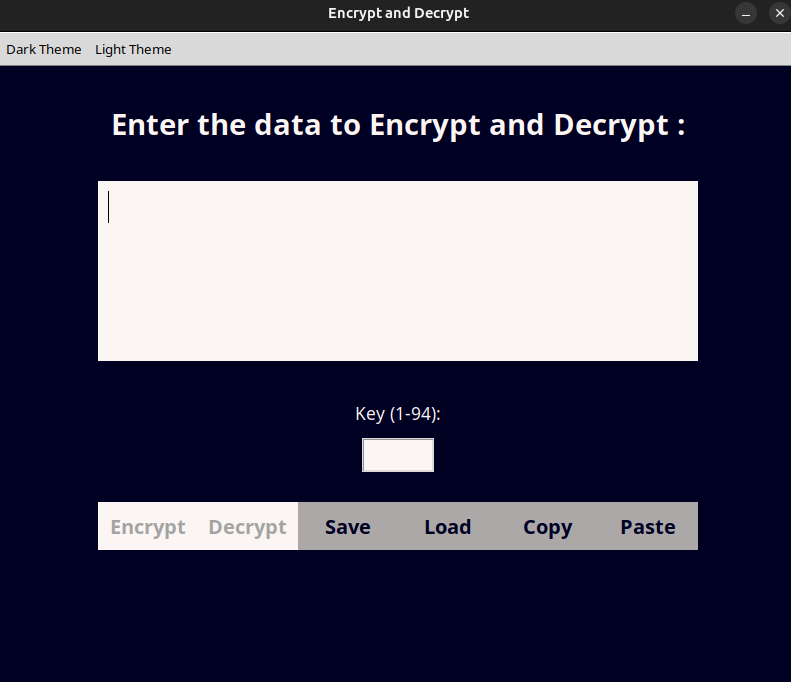 Encrypt and Decrypt
Dark Theme Light Theme
Enter the data to Encrypt and Decrypt :
Key (1-94):
Encrypt Decrypt Save Load Copy Paste